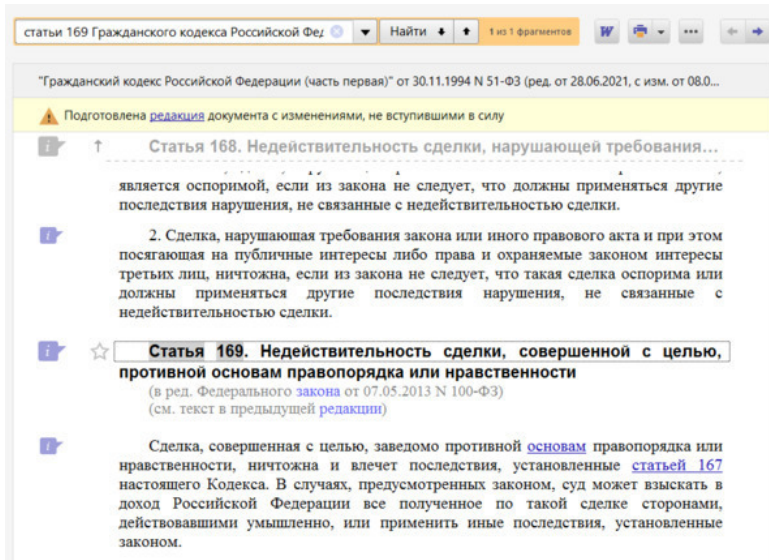 статьи 169 Гражданского кодекса Российской Фед
Найти
1 из 1 фрагментов
W
"Гражданский кодекс Российской Федерации (часть первая)" от 30.11.1994 N 51-ФЗ (ред. от 28.06.2021, с изм. от 08.0...
Подготовлена редакция документа с изменениями, не вступившими в силу
Статья 168. Недействительность сделки, нарушающей требования...
является оспоримой, если из закона не следует, что должны применяться другие
последствия нарушения, не связанные с недействительностью сделки.
2. Сделка, нарушающая требования закона или иного правового акта и при этом
посягающая на публичные интересы либо права и охраняемые законом интересы
третьих лиц, ничтожна, если из закона не следует, что такая сделка оспорима или
должны применяться другие последствия нарушения, не связанные с
недействительностью сделки.
Статья 169. Недействительность сделки, совершенной с целью,
противной основам правопорядка или нравственности
(в ред. Федерального закона от 07.05.2013 N 100-ФЗ)
(см. текст в предыдущей редакции)
Сделка, совершенная с целью, заведомо противной основам правопорядка или
нравственности, ничтожна и влечет последствия, установленные статьей 167
настоящего Кодекса. В случаях, предусмотренных законом, суд может взыскать в
доход Российской Федерации все полученное по такой сделке сторонами,
действовавшими умышленно, или применить иные последствия, установленные
законом.